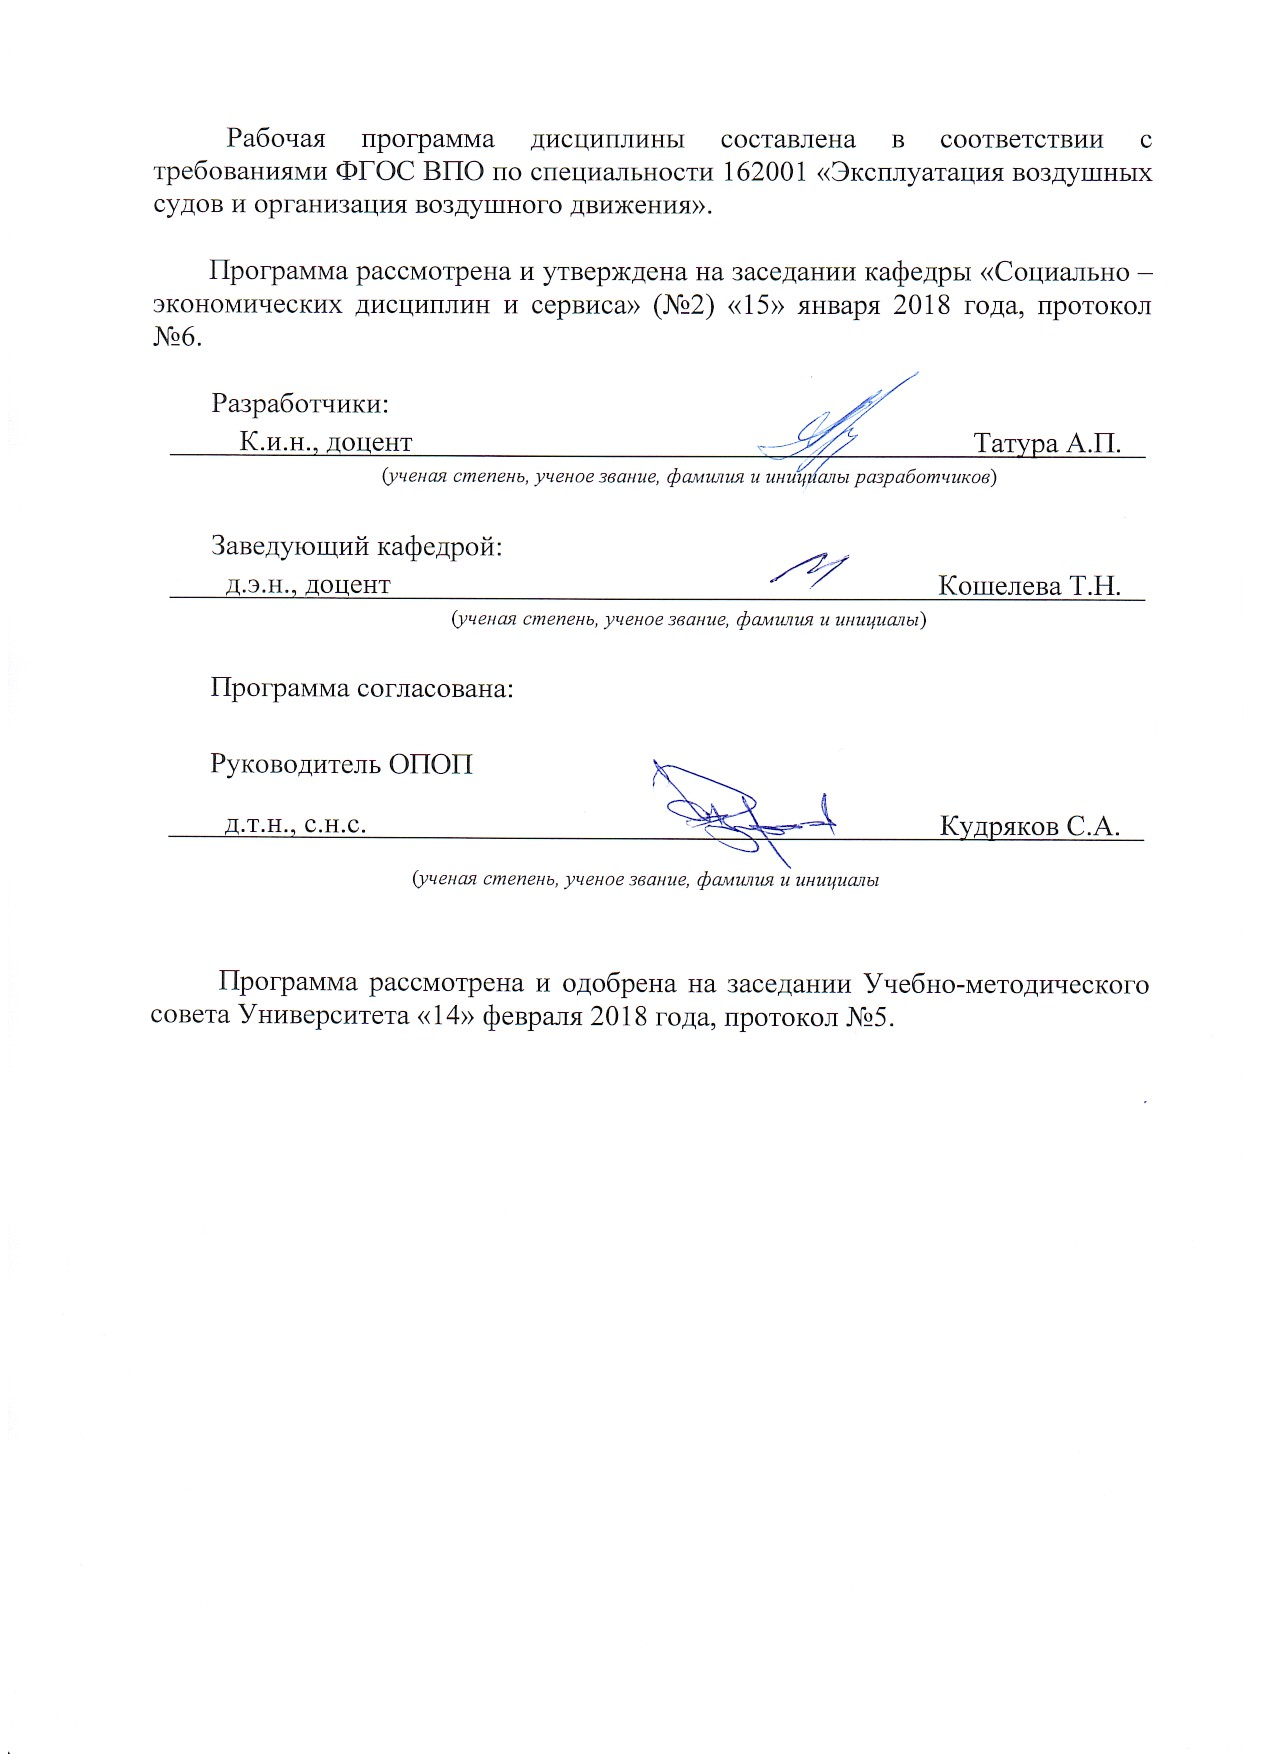 Рабочая программа дисциплины составлена в соответствии с
требованиями ФГОС ВПО по специальности 162001 «Эксплуатация воздушных
судов и организация воздушного движения».
Программа рассмотрена и утверждена на заседании кафедры «Социально –
экономических дисциплин и сервиса» (№2) «15» января 2018 года, протокол
№6.
Разработчики:
К.и.н., доцент Татура А.П.
(ученая степень, ученое звание, фамилия и инициалы разработчиков)
Заведующий кафедрой:
д.э.н., доцент Кошелева Т.Н.
(ученая степень, ученое звание, фамилия и инициалы)
Программа согласована:
Руководитель ОПОП
д.т.н., с.н.с. Кудряков С.А.
(ученая степень, ученое звание, фамилия и инициалы
Программа рассмотрена и одобрена на заседании Учебно-методического
совета Университета «14» февраля 2018 года, протокол №5.